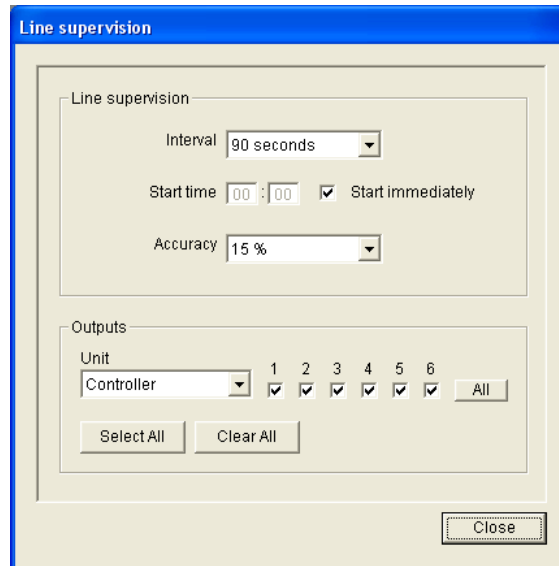 Line supervision
Line supervision
Interval 90 seconds
Start time 00 : 00 Start immediately
Accuracy 15 %
Outputs
Unit
1 2 3 4 5 6
Controller All
Select All Clear All
Close